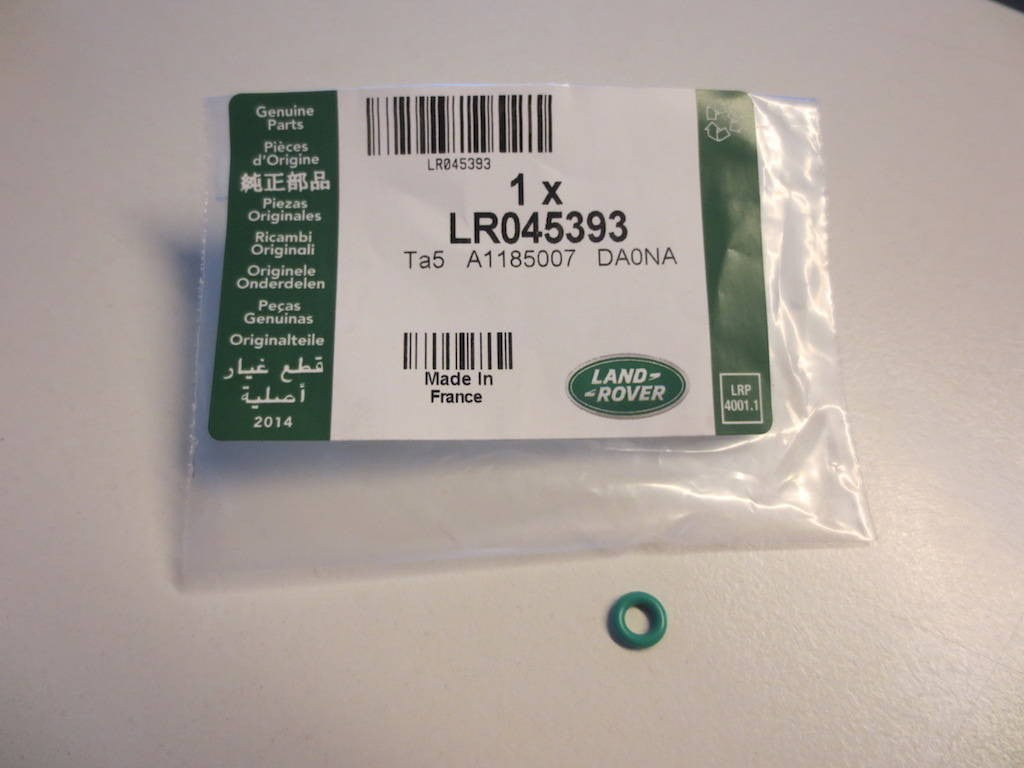 Genuine
Parts
Pièces
d'Origine
純正部品
Piezas
Originales
Ricambi
Originali
Originele
Onderdelen
Peças
Genuinas
Originalteile
قطع غيار
أصلية
2014
LR045393
1 x
LR045393
Ta5 A1185007 DA0NA
Made In
France
LAND
ROVER
LRP
4001.1